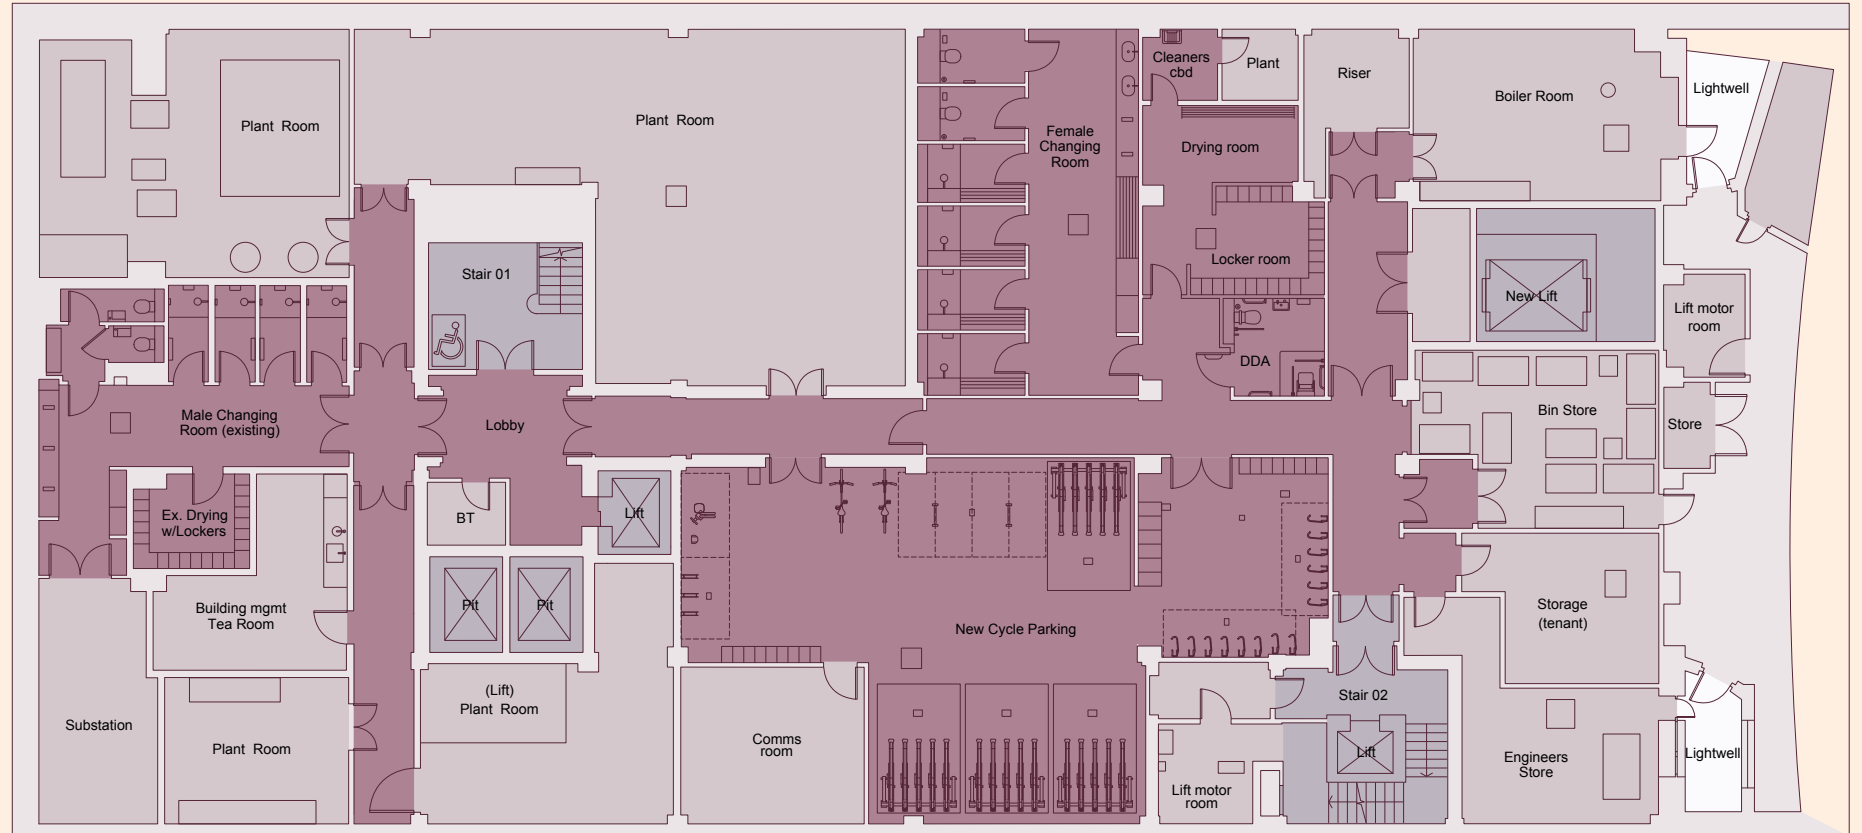 Plant Room
Plant Room
Cleaners
cbd
Plant
Riser
Boiler Room
Lightwell
Female
Changing
Room
Drying room
Stair 01
Locker room
New Lift
Lift motor
room
DDA
Male Changing
Room (existing)
Lobby
Bin Store
Store
Ex. Drying
w/Lockers
BT
Lift
Building mgmt
Tea Room
Pit
Pit
New Cycle Parking
Storage
(tenant)
Substation
Plant Room
(Lift)
Plant Room
Comms
room
Stair 02
Lift
Lift motor
room
Engineers
Store
Lightwell